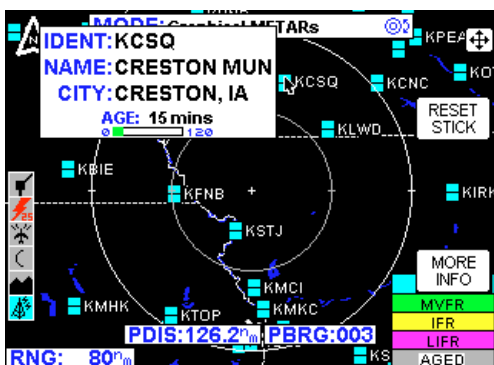 MODE: Graphical METARs
IDENT:KCSQ
NAME:CRESTON MUN
CITY:CRESTON, IA
AGE: 15 mins
0 120
N
KPEA
KCSQ
KCNC
KO
RESET
STICK
KLWD
KBIE
KFNB
KIRK
25
KSTJ
MORE
INFO
KMCI
KMHK
KTOP
KMKC
MVFR
IFR
LIFR
AGED
PDIS:126.2nm PBRG:003
RNG: 80nm
KS